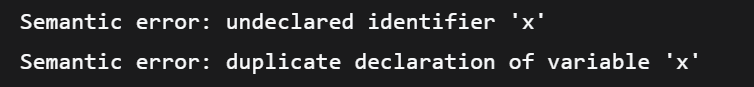 Semantic error: undeclared identifier 'x'
Semantic error: duplicate declaration of variable 'x'